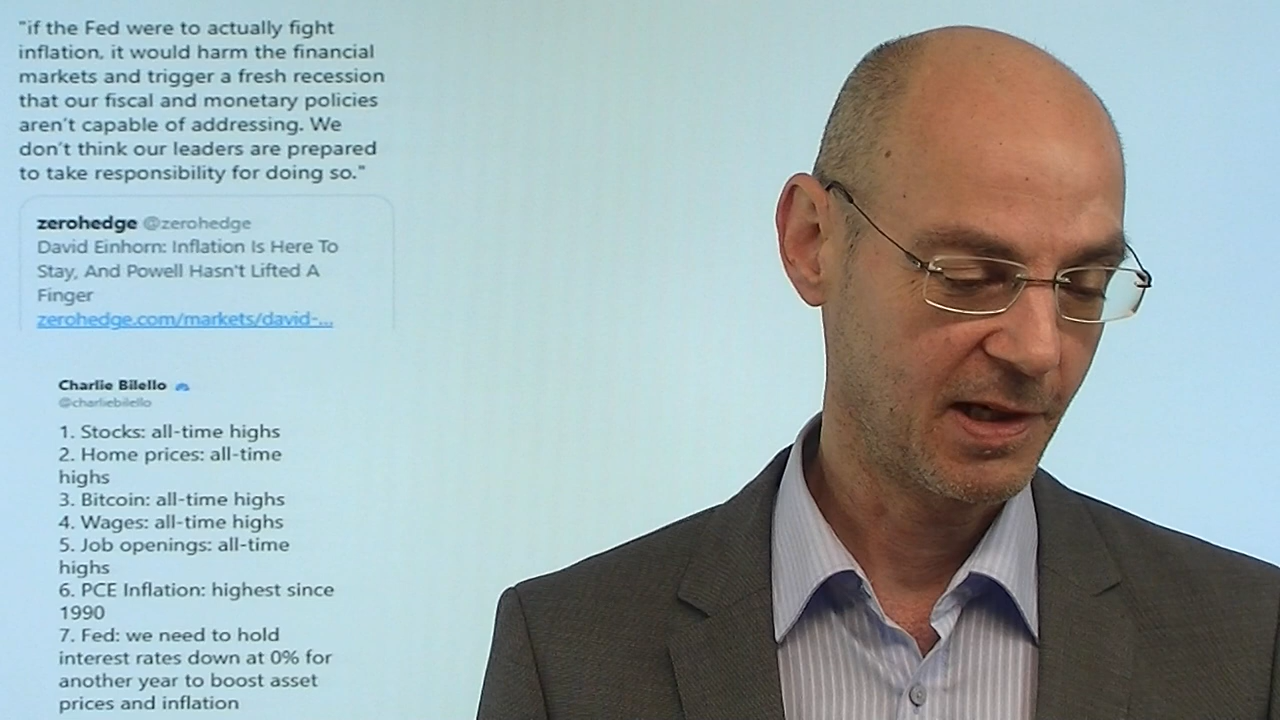 "if the Fed were to actually fight
inflation, it would harm the financial
markets and trigger a fresh recession
that our fiscal and monetary policies
aren't capable of addressing. We
don't think our leaders are prepared
to take responsibility for doing so."
zerohedge @zerohedge
David Einhorn: Inflation Is Here To
Stay, And Powell Hasn't Lifted A
Finger
zerohedge.com/markets/david-...
Charlie Bilello
@charliebilello
1. Stocks: all-time highs
2. Home prices: all-time
highs
3. Bitcoin: all-time highs
4. Wages: all-time highs
5. Job openings: all-time
highs
6. PCE Inflation: highest since
1990
7. Fed: we need to hold
interest rates down at 0% for
another year to boost asset
prices and inflation